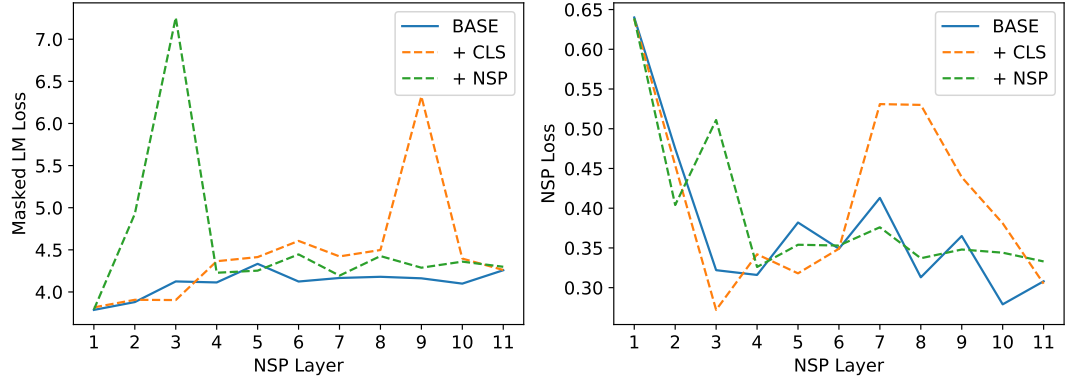 BASE
+ CLS
+ NSP
7.0
6.5
6.0
5.5
5.0
4.5
4.0
Masked LM Loss
1 2 3 4 5 6 7 8 9 10 11
NSP Layer
BASE
+ CLS
+ NSP
0.65
0.60
0.55
0.50
0.45
0.40
0.35
0.30
NSP Loss
1 2 3 4 5 6 7 8 9 10 11
NSP Layer